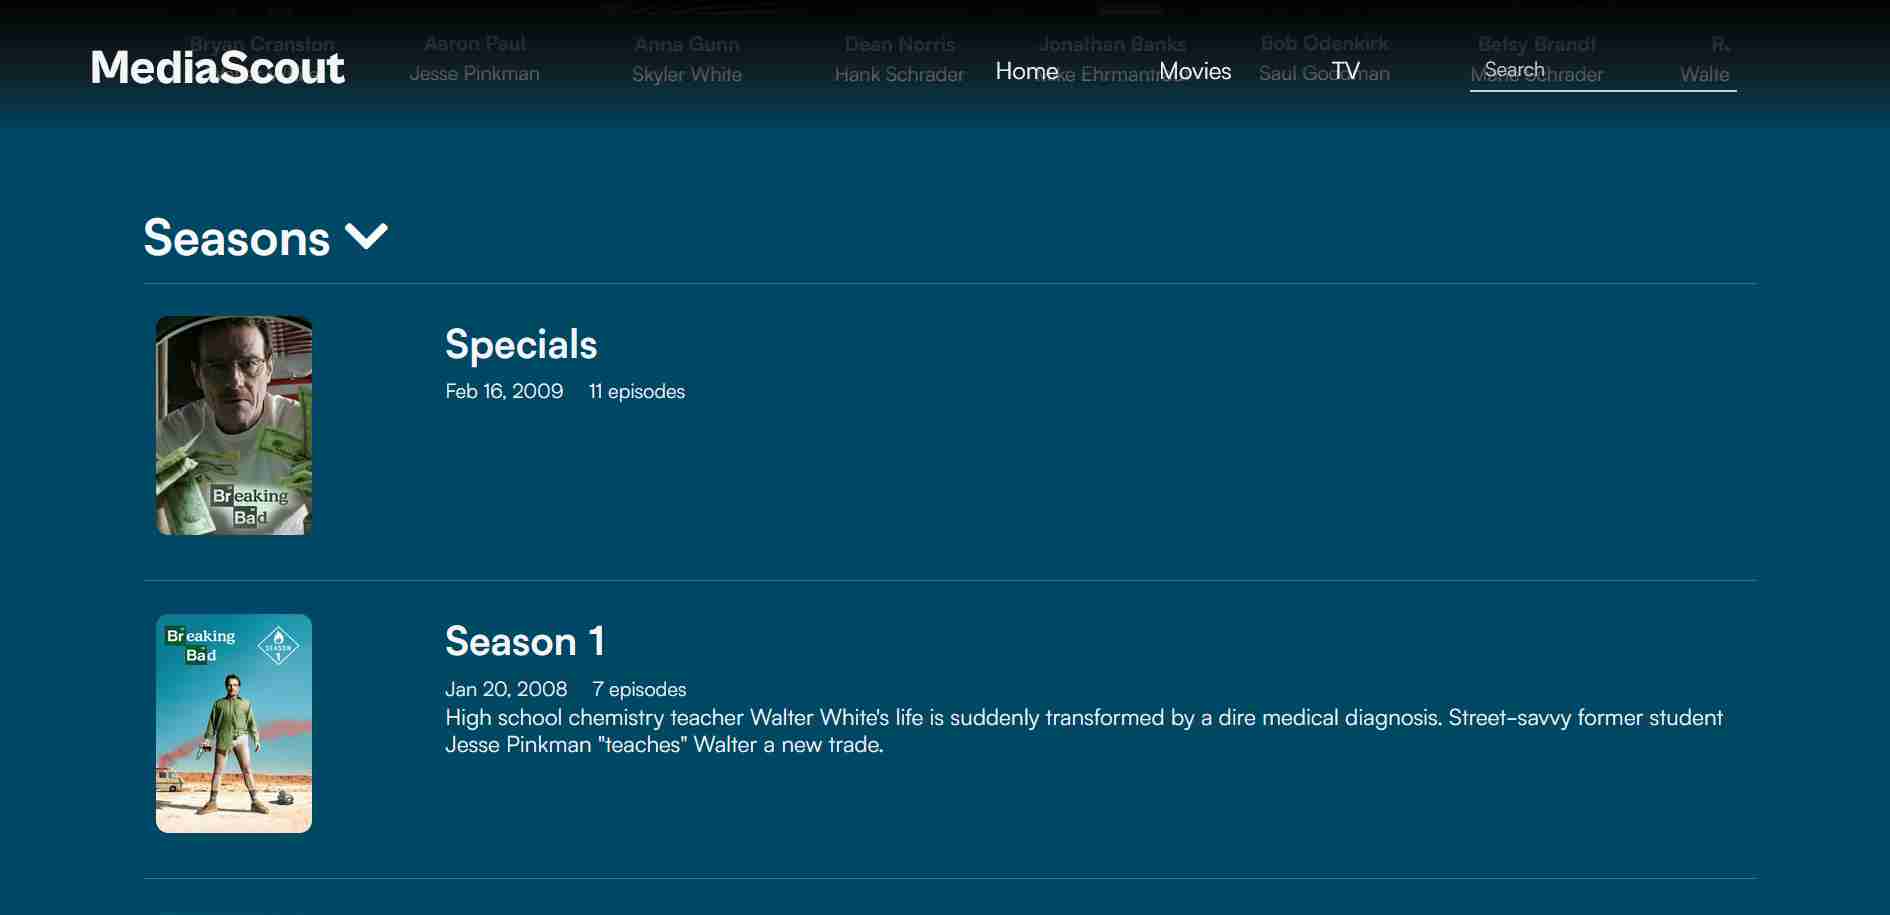 Bryan Cranston Aaron Paul Anna Gunn Dean Norris Jonathan Banks Bob Odenkirk Betsy Brandt
MediaScout Jesse Pinkman Skyler White Hank Schrader Home Mike Ehrmantraut Movies Saul Goodman TV Search Marie Schrader
Seasons
Specials
Feb 16, 2009 11 episodes
Breaking
Bad
Season 1
Breaking
Bad
SEASON
1
Jan 20, 2008 7 episodes
High school chemistry teacher Walter White's life is suddenly transformed by a dire medical diagnosis. Street-savvy former student
Jesse Pinkman "teaches" Walter a new trade.